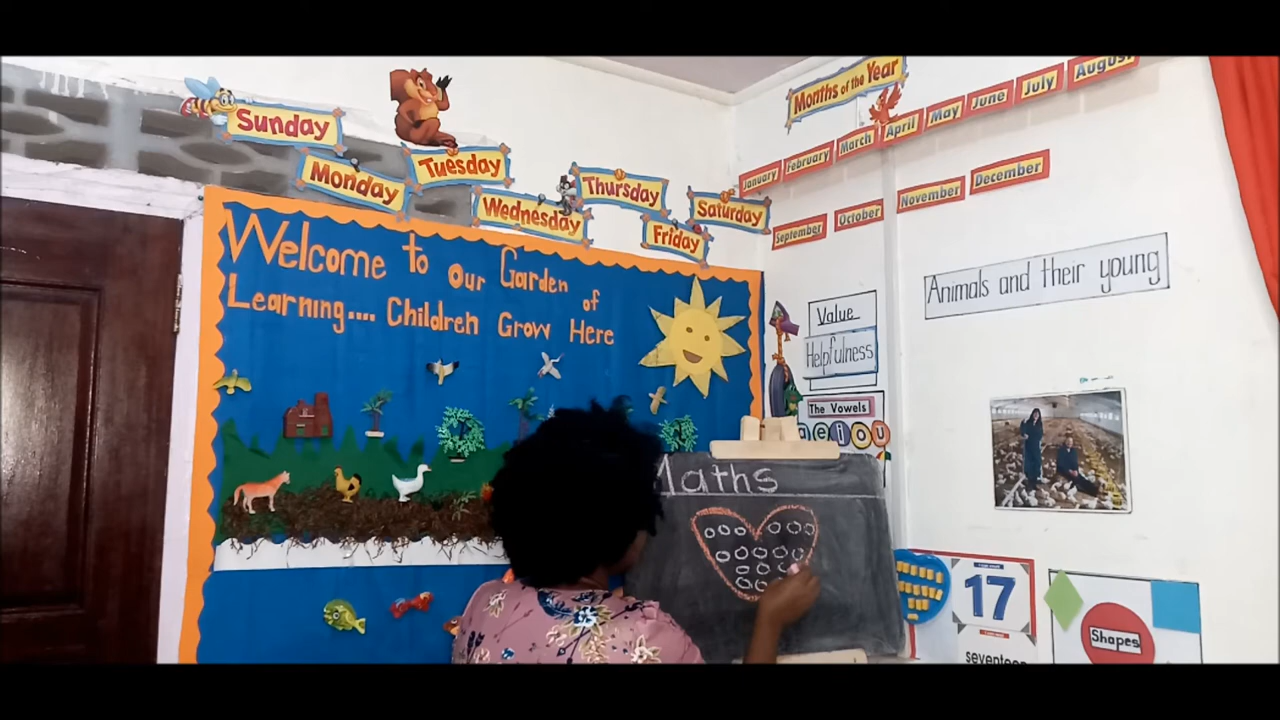 Sunday
Monday
Tuesday
Wednesday
Thursday
Friday
Saturday
Months of the Year
January
February
March
April
May
June
July
August
September
October
November
December
Welcome to Our Garden of
Learning.... Children Grow Here
Animals and their young
Value
Helpfulness
The Vowels
a e i o u
Maths
17
seventeen
Shapes